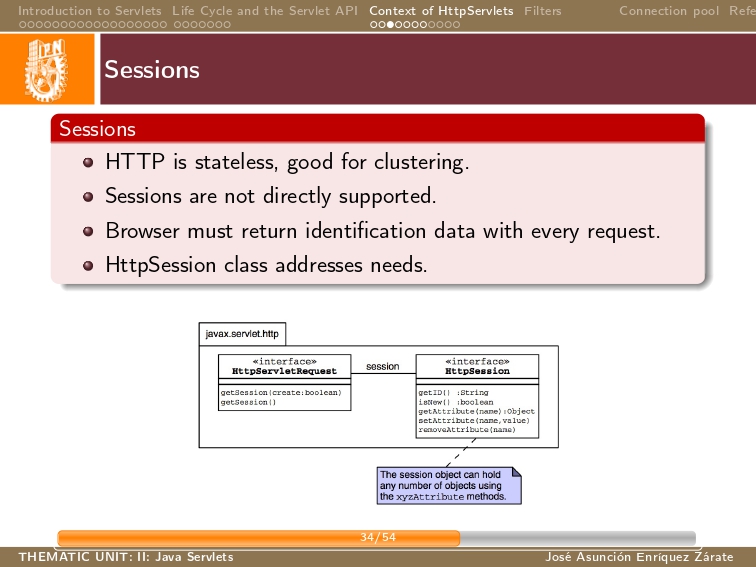 Introduction to Servlets Life Cycle and the Servlet API Context of HttpServlets Filters Connection pool Refe
IPN
Sessions
Sessions
HTTP is stateless, good for clustering.
Sessions are not directly supported.
Browser must return identification data with every request.
HttpSession class addresses needs.
javax.servlet.http
«interface»
HttpServletRequest
getSession(create:boolean)
getSession()
session
«interface»
HttpSession
getID() :String
isNew() :boolean
getAttribute(name):Object
setAttribute(name,value)
removeAttribute(name)
The session object can hold
any number of objects using
the xyzAttribute methods.
34/54
THEMATIC UNIT: II: Java Servlets
José Asunción Enríquez Zárate